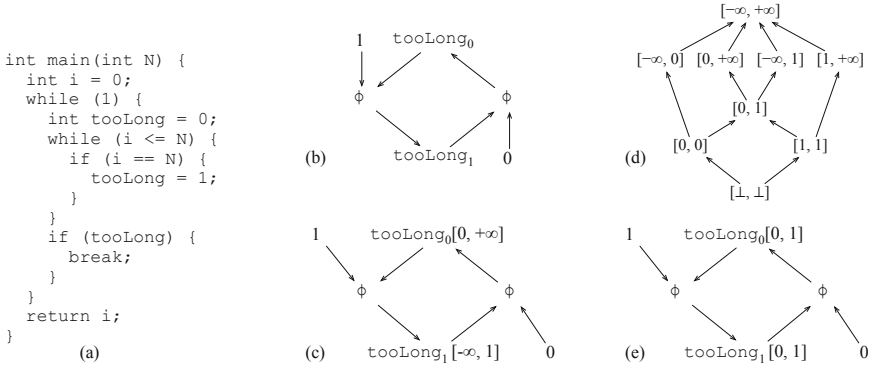 int main(int N) {
int i = 0;
while (1) {
int tooLong = 0;
while (i <= N) {
if (i == N) {
tooLong = 1;
}
}
if (tooLong) {
break;
}
}
return i;
}
(a)
1 tooLong0
ϕ ϕ
(b) tooLong1 0
1 tooLong0[0, +∞]
ϕ ϕ
(c) tooLong1[-∞, 1] 0
[−∞, +∞]
[−∞, 0] [0, +∞] [−∞, 1] [1, +∞]
[0, 1]
(d) [0, 0] [1, 1]
[⊥, ⊥]
1 tooLong0[0, 1]
ϕ ϕ
(e) tooLong1[0, 1] 0